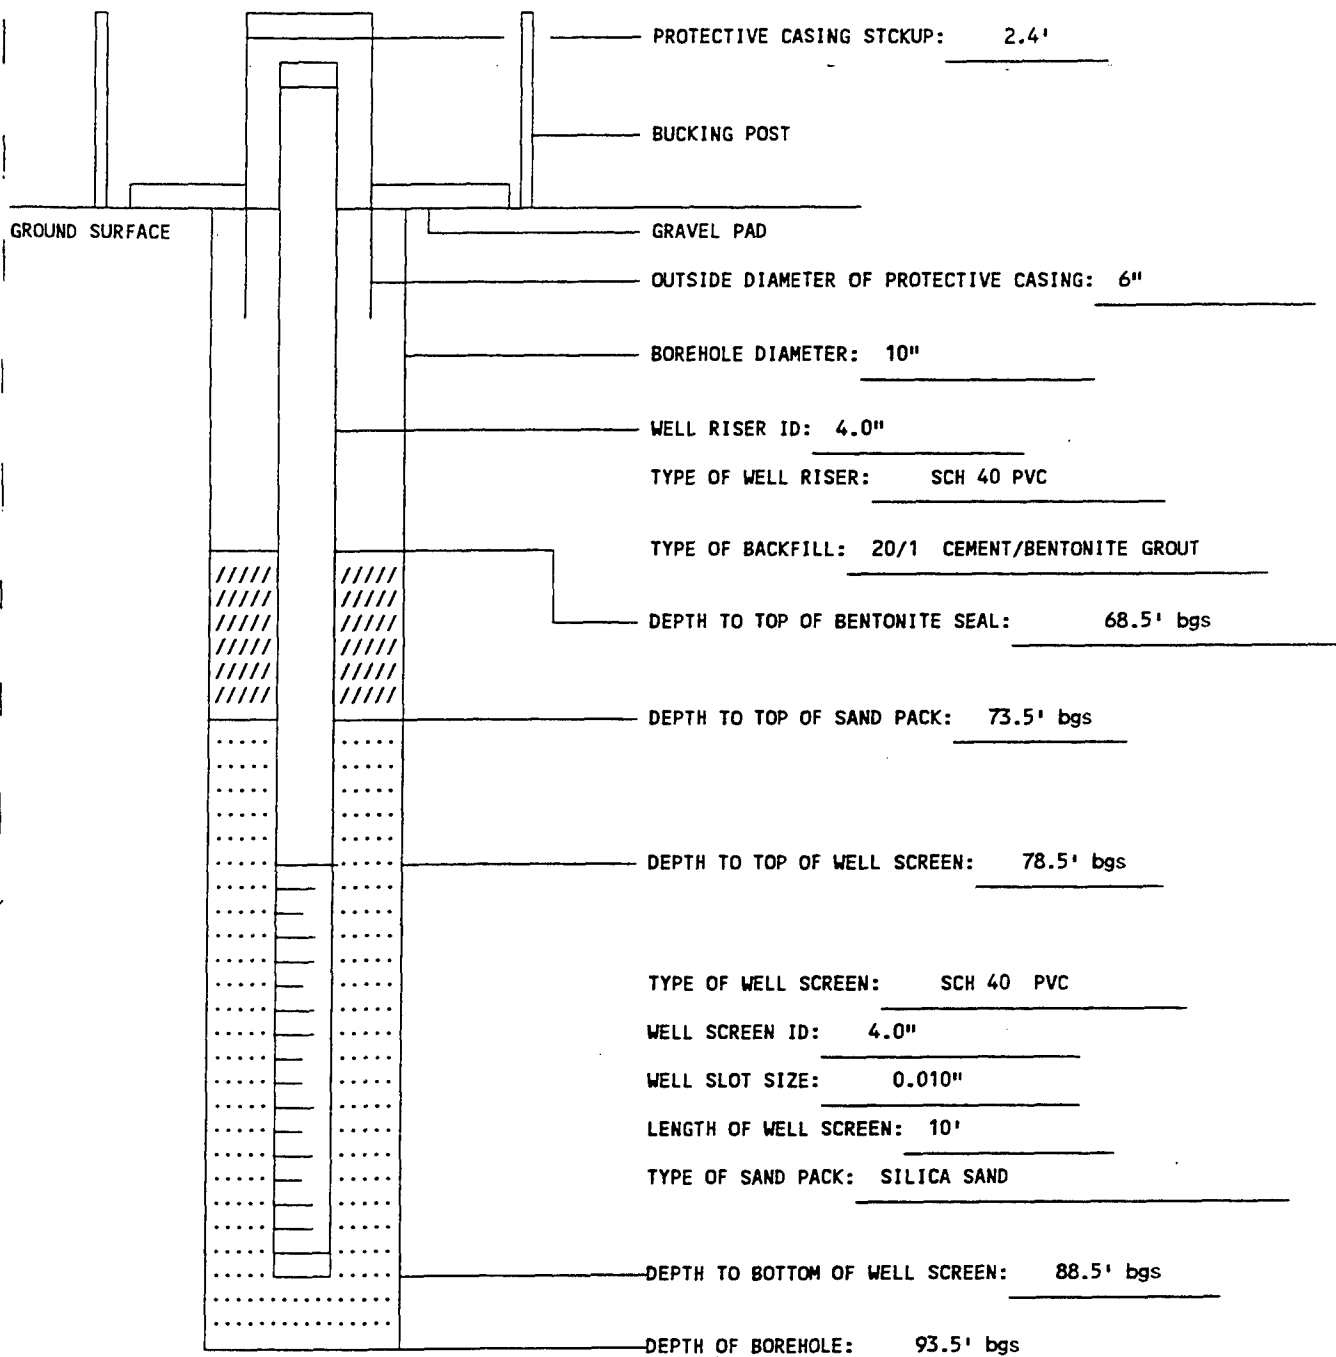 PROTECTIVE CASING STCKUP: 2.4'
BUCKING POST
GROUND SURFACE
GRAVEL PAD
OUTSIDE DIAMETER OF PROTECTIVE CASING: 6"
BOREHOLE DIAMETER: 10"
WELL RISER ID: 4.0"
TYPE OF WELL RISER: SCH 40 PVC
TYPE OF BACKFILL: 20/1 CEMENT/BENTONITE GROUT
DEPTH TO TOP OF BENTONITE SEAL: 68.5' bgs
DEPTH TO TOP OF SAND PACK: 73.5' bgs
DEPTH TO TOP OF WELL SCREEN: 78.5' bgs
TYPE OF WELL SCREEN: SCH 40 PVC
WELL SCREEN ID: 4.0"
WELL SLOT SIZE: 0.010"
LENGTH OF WELL SCREEN: 10'
TYPE OF SAND PACK: SILICA SAND
DEPTH TO BOTTOM OF WELL SCREEN: 88.5' bgs
DEPTH OF BOREHOLE: 93.5' bgs